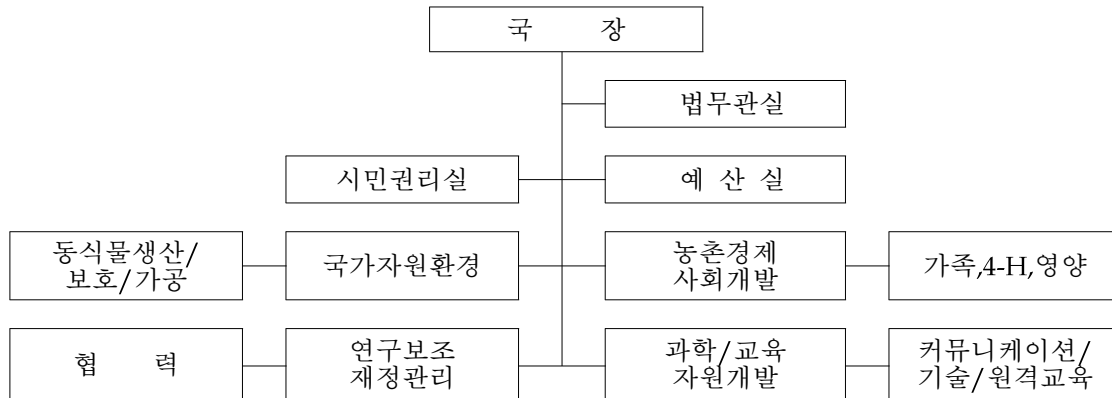 국 장
법무관실
시민권리실
예 산 실
동식물생산/
보호/가공
국가자원환경
농촌경제
사회개발
가족,4-H,영양
협 력
연구보조
재정관리
과학/교육
자원개발
커뮤니케이션/
기술/원격교육